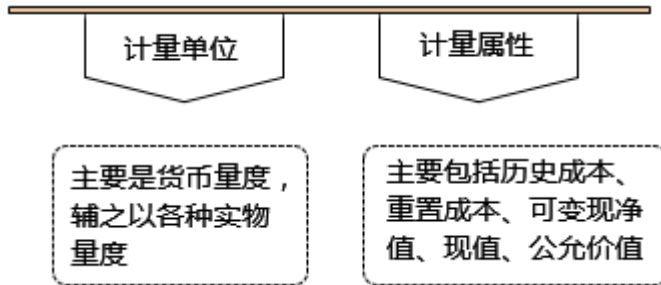 计量单位
计量属性
主要是货币量度，
辅之以各种实物
量度
主要包括历史成本、
重置成本、可变现净
值、现值、公允价值